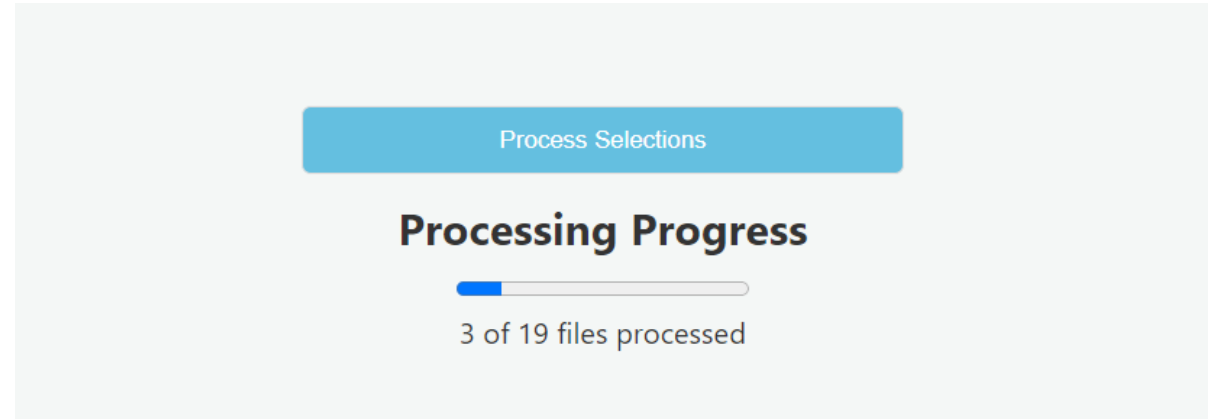 Process Selections
Processing Progress
3 of 19 files processed